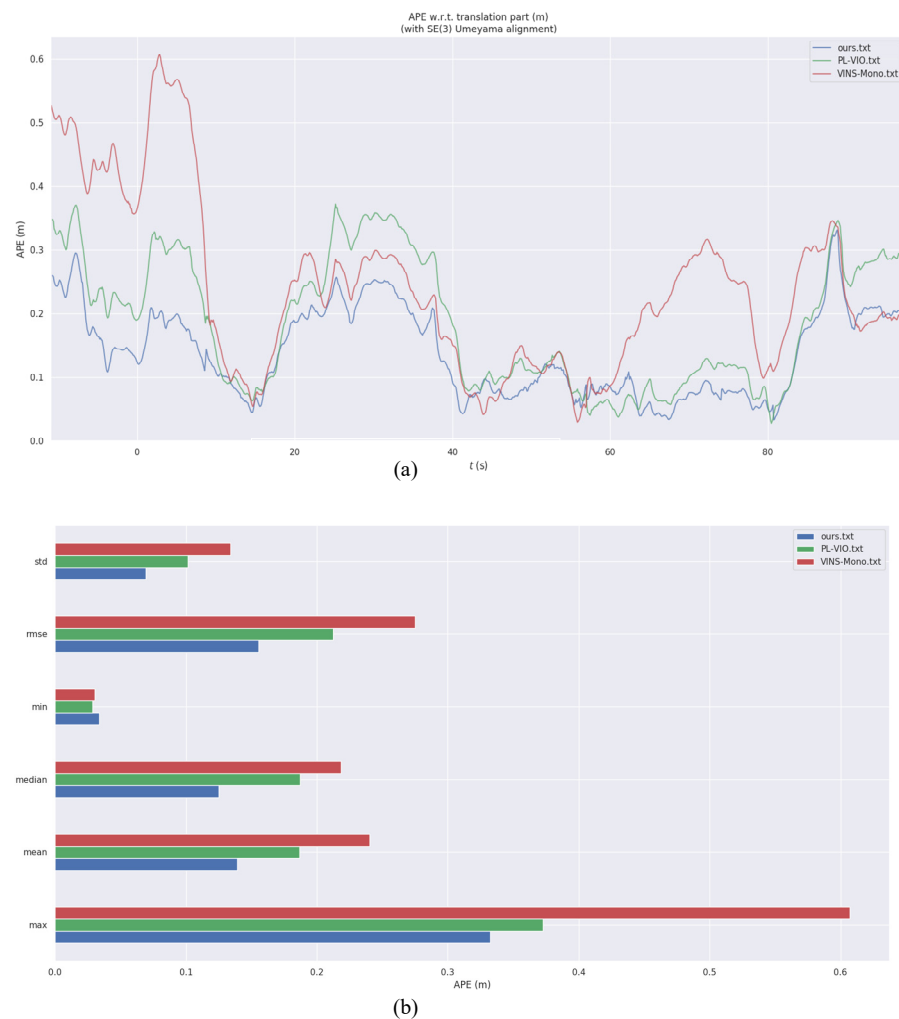 APE w.r.t. translation part (m)
(with SE(3) Umeyama alignment)
ours.txt
PL-VIO.txt
VINS-Mono.txt
0.6
0.5
0.4
0.3
0.2
0.1
0.0
APE (m)
0 20 40 60 80
t (s)
(a)
ours.txt
PL-VIO.txt
VINS-Mono.txt
std
rmse
min
median
mean
max
0.0 0.1 0.2 0.3 0.4 0.5 0.6
APE (m)
(b)